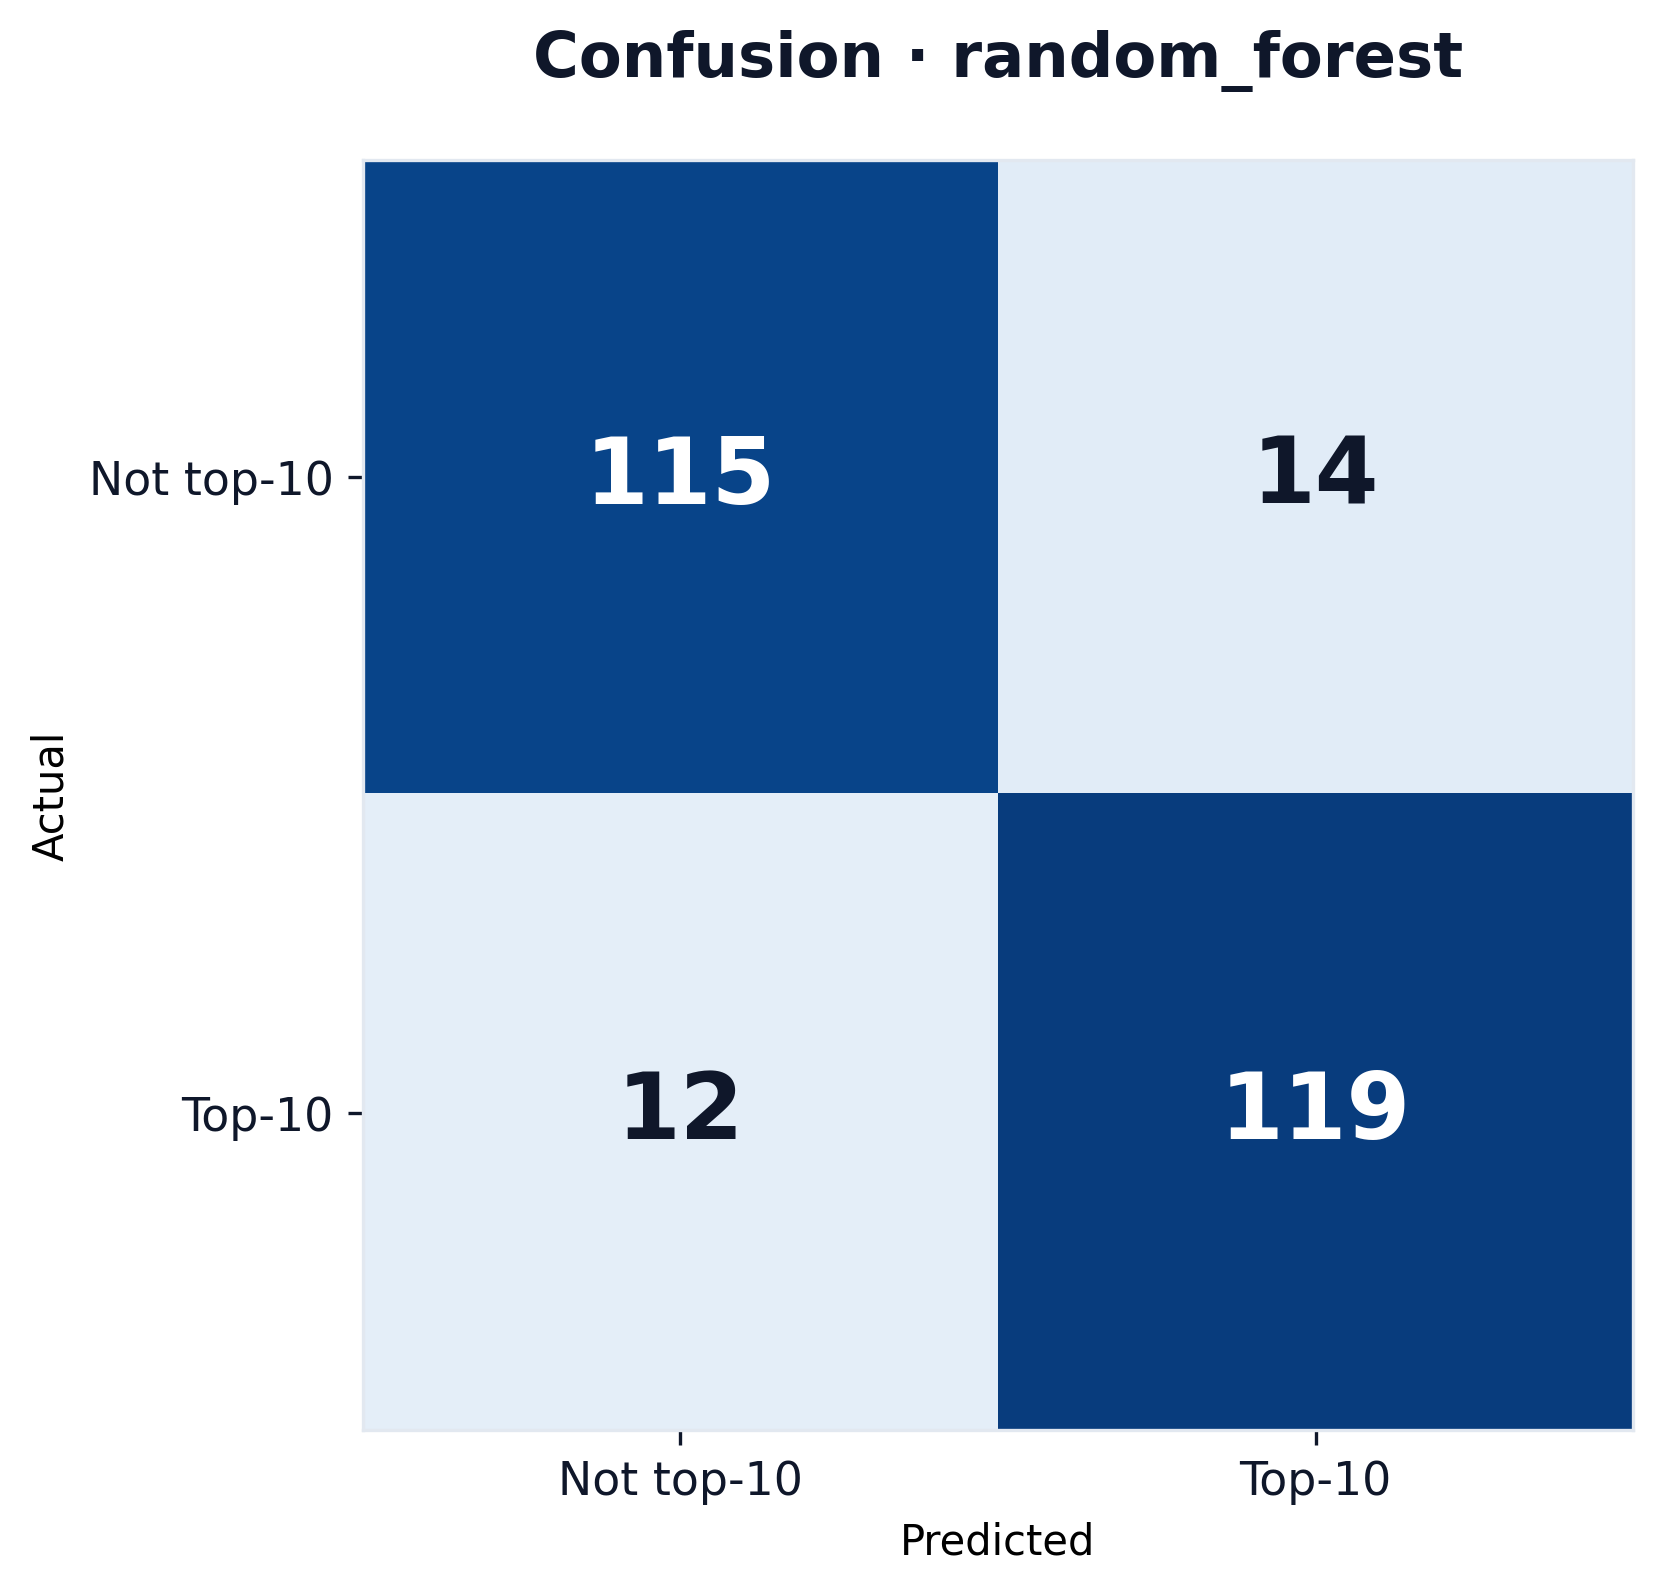 Confusion · random_forest
Not top-10
115
14
Actual
Top-10
12
119
Not top-10
Top-10
Predicted